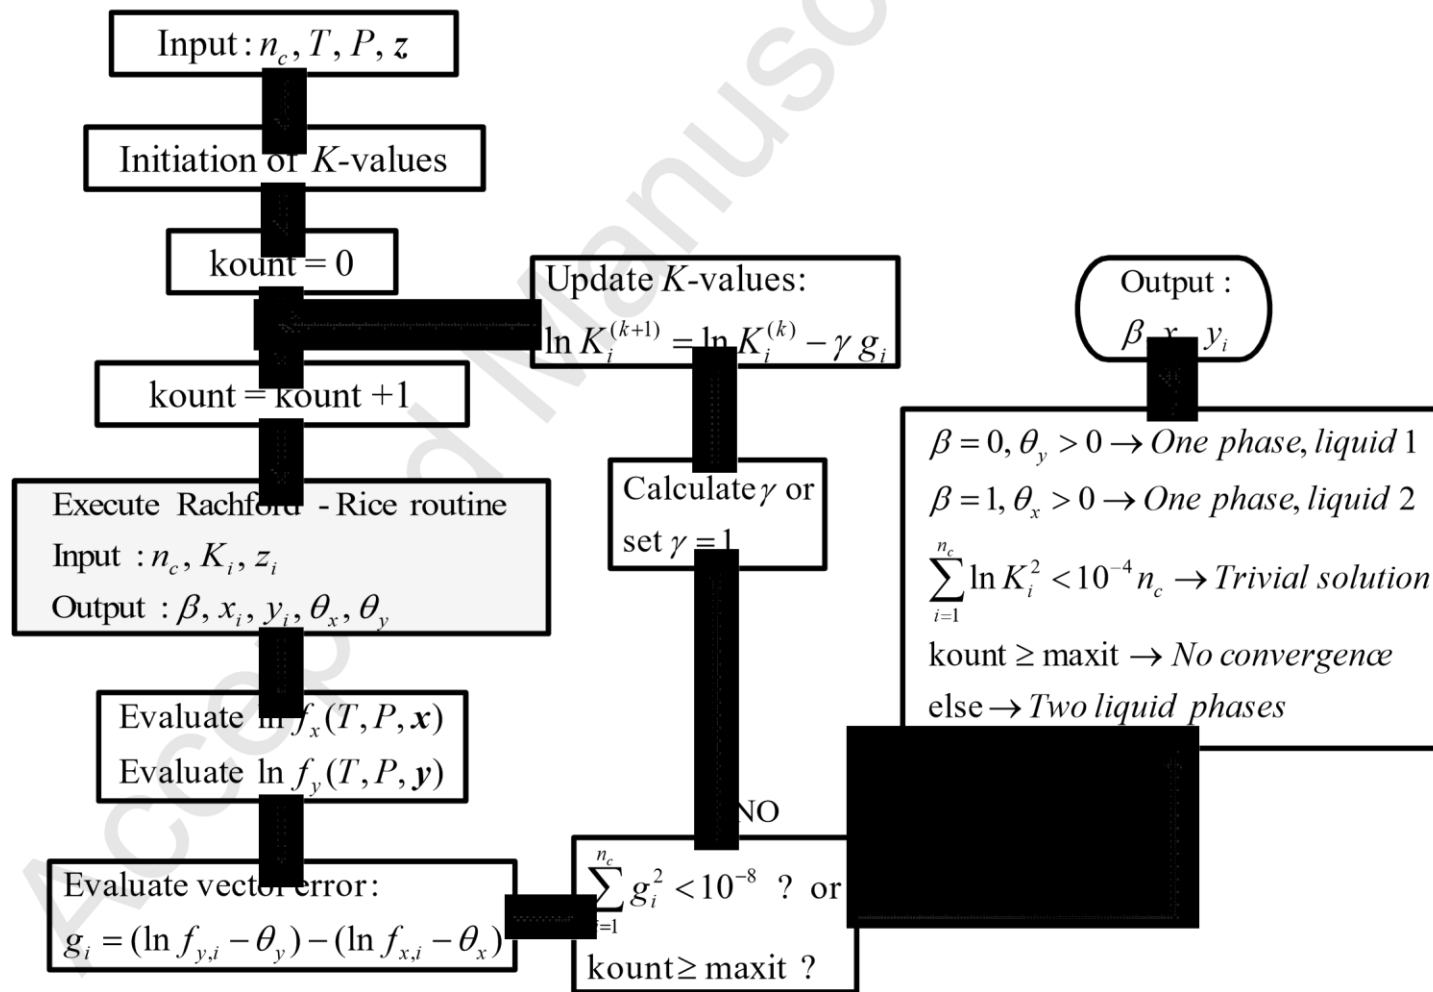 Input : n_c, T, P, z
Initiation of K-values
kount = 0
kount = kount +1
Execute Rachford - Rice routine
Input : n_c, K_i, z_i
Output : β, x_i, y_i, θ_x, θ_y
Evaluate ln f_x(T, P, x)
Evaluate ln f_y(T, P, y)
Evaluate vector error:
g_i = (ln f_{y,i} − θ_y) − (ln f_{x,i} − θ_x)
∑_{i=1}^{n_c} g_i^2 < 10^{-8} ? or
kount ≥ maxit ?
NO
Calculate γ or
set γ = 1
Update K-values:
ln K_i^{(k+1)} = ln K_i^{(k)} − γ g_i
β = 0, θ_y > 0 → One phase, liquid 1
β = 1, θ_x > 0 → One phase, liquid 2
∑_{i=1}^{n_c} ln K_i^2 < 10^{-4} n_c → Trivial solution
kount ≥ maxit → No convergence
else → Two liquid phases
Output :
β x y_i
Accepted Manusc